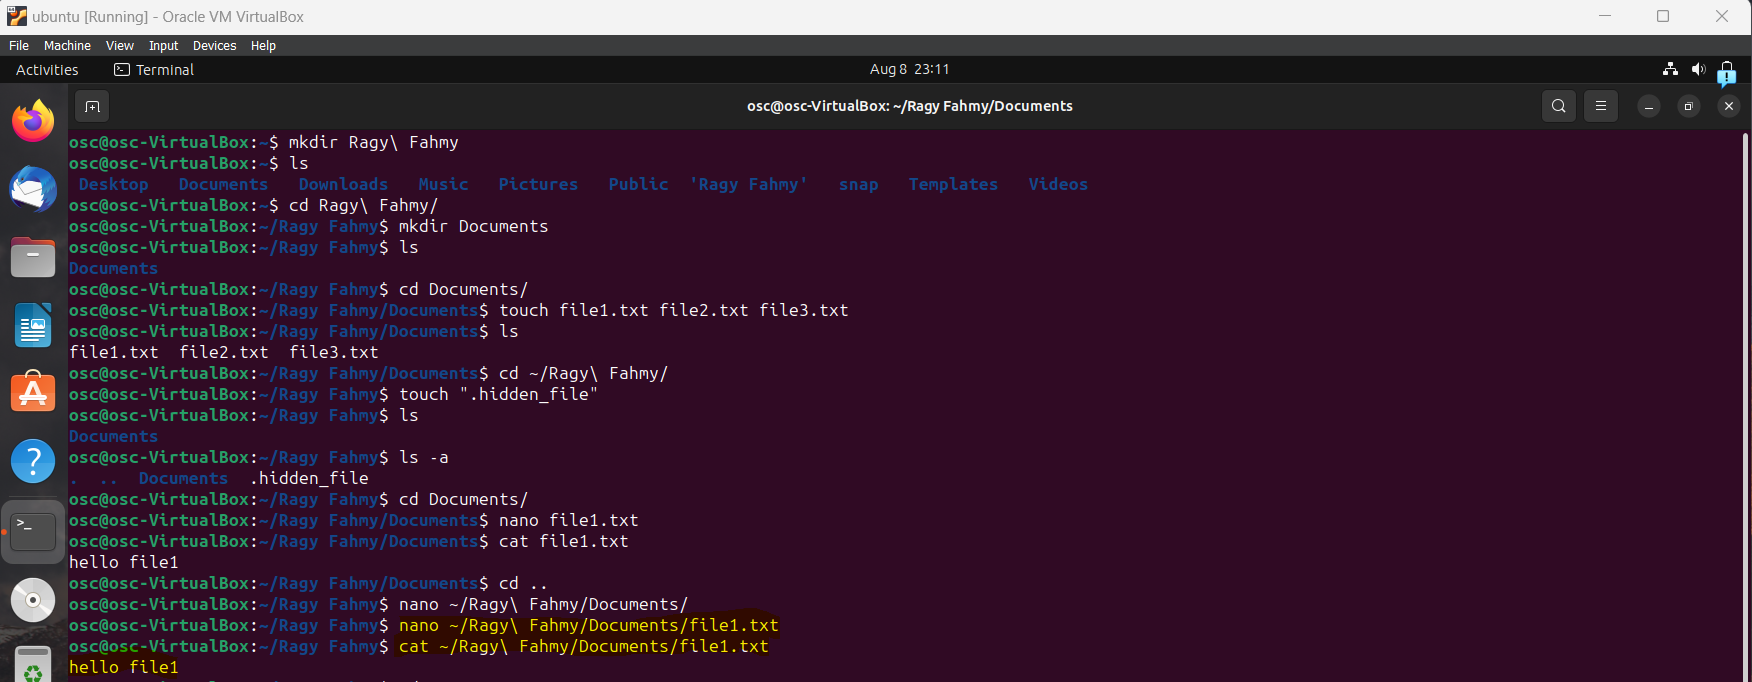 ubuntu [Running] - Oracle VM VirtualBox
File Machine View Input Devices Help
Activities Terminal Aug 8 23:11
osc@osc-VirtualBox: ~/Ragy Fahmy/Documents
osc@osc-VirtualBox:~$ mkdir Ragy\ Fahmy
osc@osc-VirtualBox:~$ ls
Desktop Documents Downloads Music Pictures Public 'Ragy Fahmy' snap Templates Videos
osc@osc-VirtualBox:~$ cd Ragy\ Fahmy/
osc@osc-VirtualBox:~/Ragy Fahmy$ mkdir Documents
osc@osc-VirtualBox:~/Ragy Fahmy$ ls
Documents
osc@osc-VirtualBox:~/Ragy Fahmy$ cd Documents/
osc@osc-VirtualBox:~/Ragy Fahmy/Documents$ touch file1.txt file2.txt file3.txt
osc@osc-VirtualBox:~/Ragy Fahmy/Documents$ ls
file1.txt file2.txt file3.txt
osc@osc-VirtualBox:~/Ragy Fahmy/Documents$ cd ~/Ragy\ Fahmy/
osc@osc-VirtualBox:~/Ragy Fahmy$ touch ".hidden_file"
osc@osc-VirtualBox:~/Ragy Fahmy$ ls
Documents
osc@osc-VirtualBox:~/Ragy Fahmy$ ls -a
. .. Documents .hidden_file
osc@osc-VirtualBox:~/Ragy Fahmy$ cd Documents/
osc@osc-VirtualBox:~/Ragy Fahmy/Documents$ nano file1.txt
osc@osc-VirtualBox:~/Ragy Fahmy/Documents$ cat file1.txt
hello file1
osc@osc-VirtualBox:~/Ragy Fahmy/Documents$ cd ..
osc@osc-VirtualBox:~/Ragy Fahmy$ nano ~/Ragy\ Fahmy/Documents/
osc@osc-VirtualBox:~/Ragy Fahmy$ nano ~/Ragy\ Fahmy/Documents/file1.txt
osc@osc-VirtualBox:~/Ragy Fahmy$ cat ~/Ragy\ Fahmy/Documents/file1.txt
hello file1